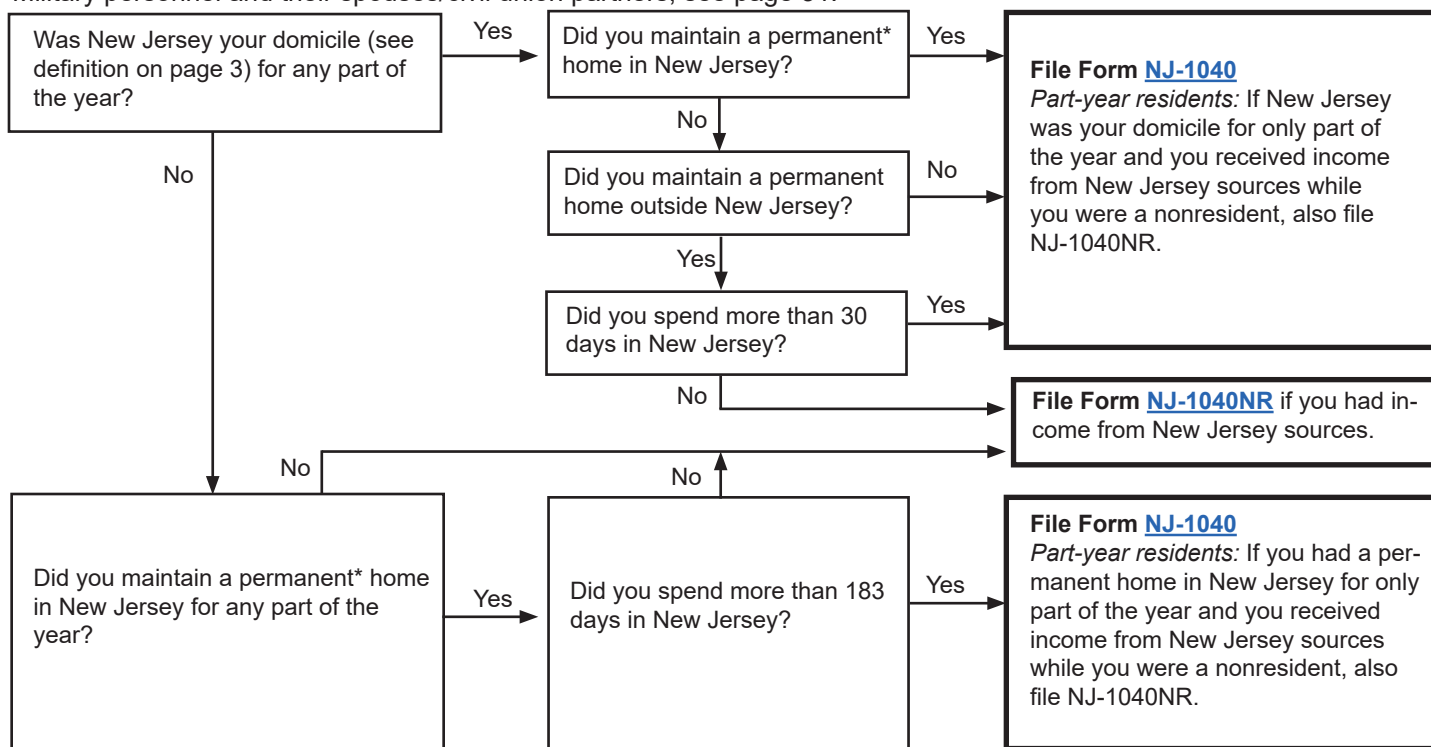 Was New Jersey your domicile (see
definition on page 3) for any part of
the year?
Yes
Did you maintain a permanent*
home in New Jersey?
Yes
File Form NJ-1040
Part-year residents: If New Jersey
was your domicile for only part of
the year and you received income
from New Jersey sources while
you were a nonresident, also file
NJ-1040NR.
No
No
Did you maintain a permanent
home outside New Jersey?
No
Yes
Did you spend more than 30
days in New Jersey?
Yes
No
File Form NJ-1040NR if you had in-
come from New Jersey sources.
No
No
Did you maintain a permanent* home
in New Jersey for any part of the
year?
Yes
Did you spend more than 183
days in New Jersey?
Yes
File Form NJ-1040
Part-year residents: If you had a per-
manent home in New Jersey for only
part of the year and you received
income from New Jersey sources
while you were a nonresident, also
file NJ-1040NR.